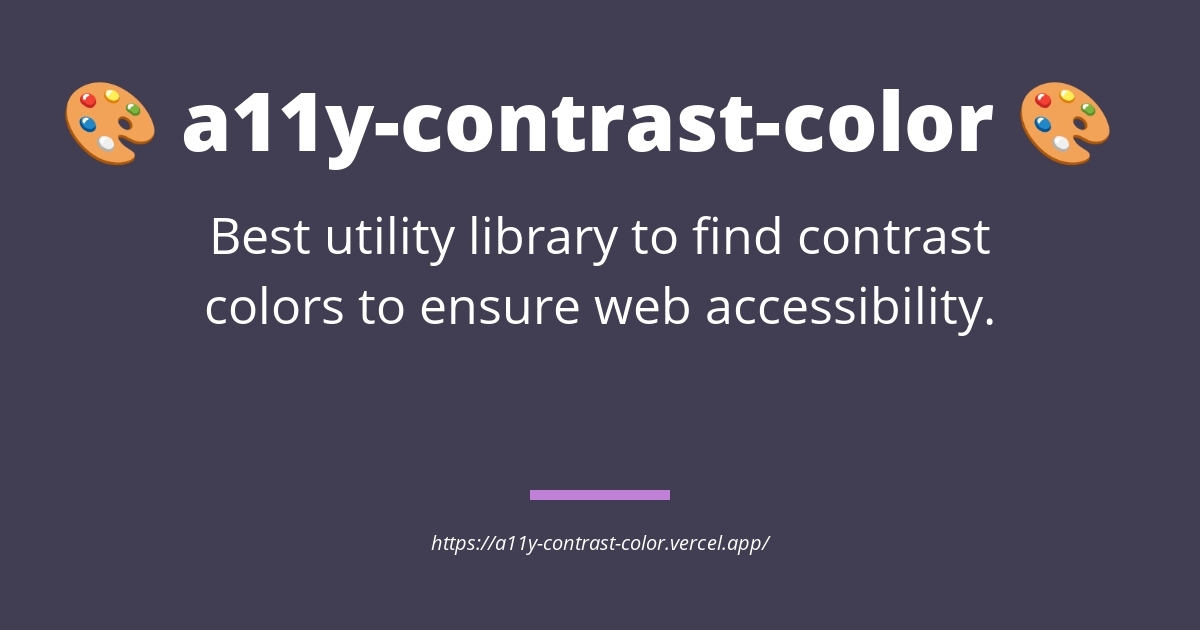 🎨 a11y-contrast-color 🎨
Best utility library to find contrast
colors to ensure web accessibility.
https://a11y-contrast-color.vercel.app/